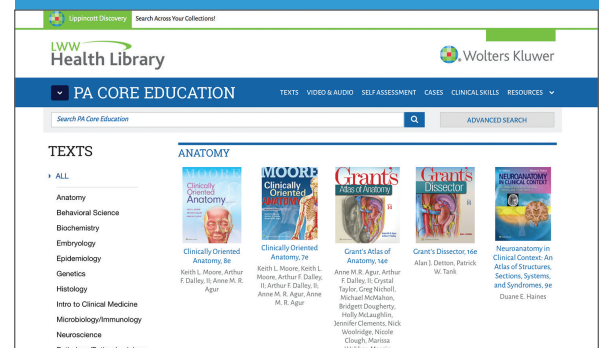 Lippincott Discovery
Search Across Your Collections!
LWW
Health Library
Wolters Kluwer
PA CORE EDUCATION
TEXTS VIDEO & AUDIO SELF ASSESSMENT CASES CLINICAL SKILLS RESOURCES
Search PA Core Education
ADVANCED SEARCH
TEXTS
ALL
Anatomy
Behavioral Science
Biochemistry
Embryology
Epidemiology
Genetics
Histology
Intro to Clinical Medicine
Microbiology/Immunology
Neuroscience
ANATOMY
MOORE
Clinically
Oriented
Anatomy
Clinically Oriented
Anatomy, 8e
Keith L. Moore, Arthur
F. Dalley, II; Anne M. R.
Agur
MOORE
Clinically
Oriented
ANATOMY
Clinically Oriented
Anatomy, 7e
Keith L. Moore, Keith L.
Moore, Arthur F. Dalley,
II; Arthur F. Dalley, II;
Anne M. R. Agur, Anne
M. R. Agur
Grant's
Atlas of Anatomy
Grant's Atlas of
Anatomy, 14e
Anne M.R. Agur, Arthur
F. Dalley, II; Crystal
Taylor, Greg Nicholl,
Michael McMahon,
Bridgett Dougherty,
Holly McLaughlin,
Jennifer Clements, Nick
Woolridge, Nicole
Clough, Marissa
Grant's
Dissector
Grant's Dissector, 16e
Alan J. Detton, Patrick
W. Tank
NEUROANATOMY
IN CLINICAL CONTEXT
Neuroanatomy in
Clinical Context: An
Atlas of Structures,
Sections, Systems,
and Syndromes, 9e
Duane E. Haines